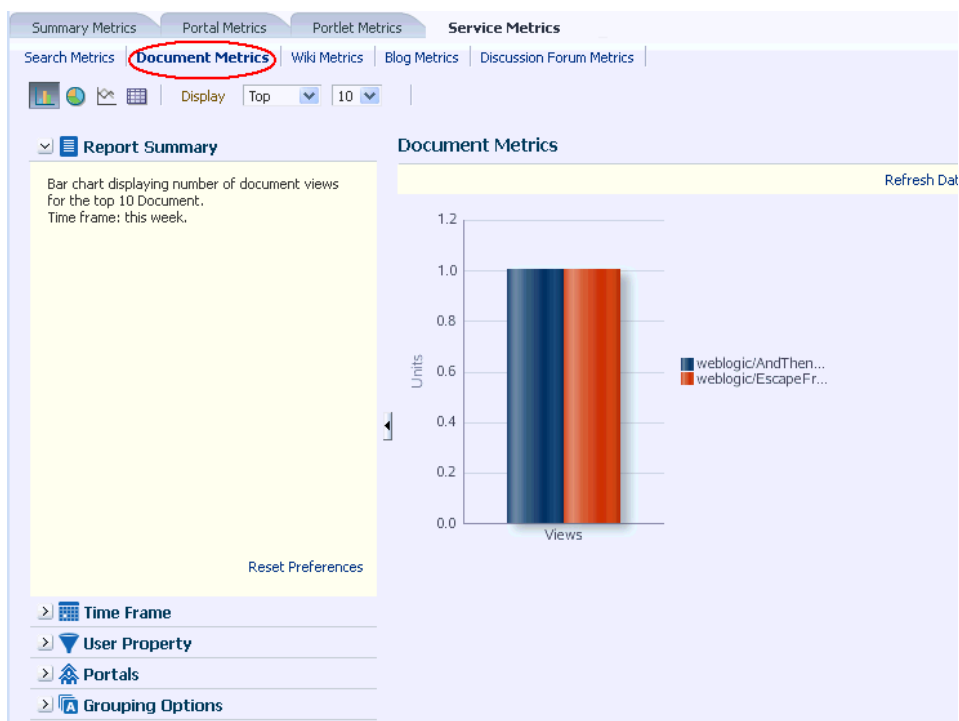 Summary Metrics Portal Metrics Portlet Metrics Service Metrics
Search Metrics Document Metrics Wiki Metrics Blog Metrics Discussion Forum Metrics
Display Top 10
Report Summary
Bar chart displaying number of document views
for the top 10 Document.
Time frame: this week.
Reset Preferences
Time Frame
User Property
Portals
Grouping Options
Document Metrics
Refresh Dat
1.2
1.0
0.8
0.6
0.4
0.2
0.0
Units
Views
weblogic/AndThen...
weblogic/EscapeFr...